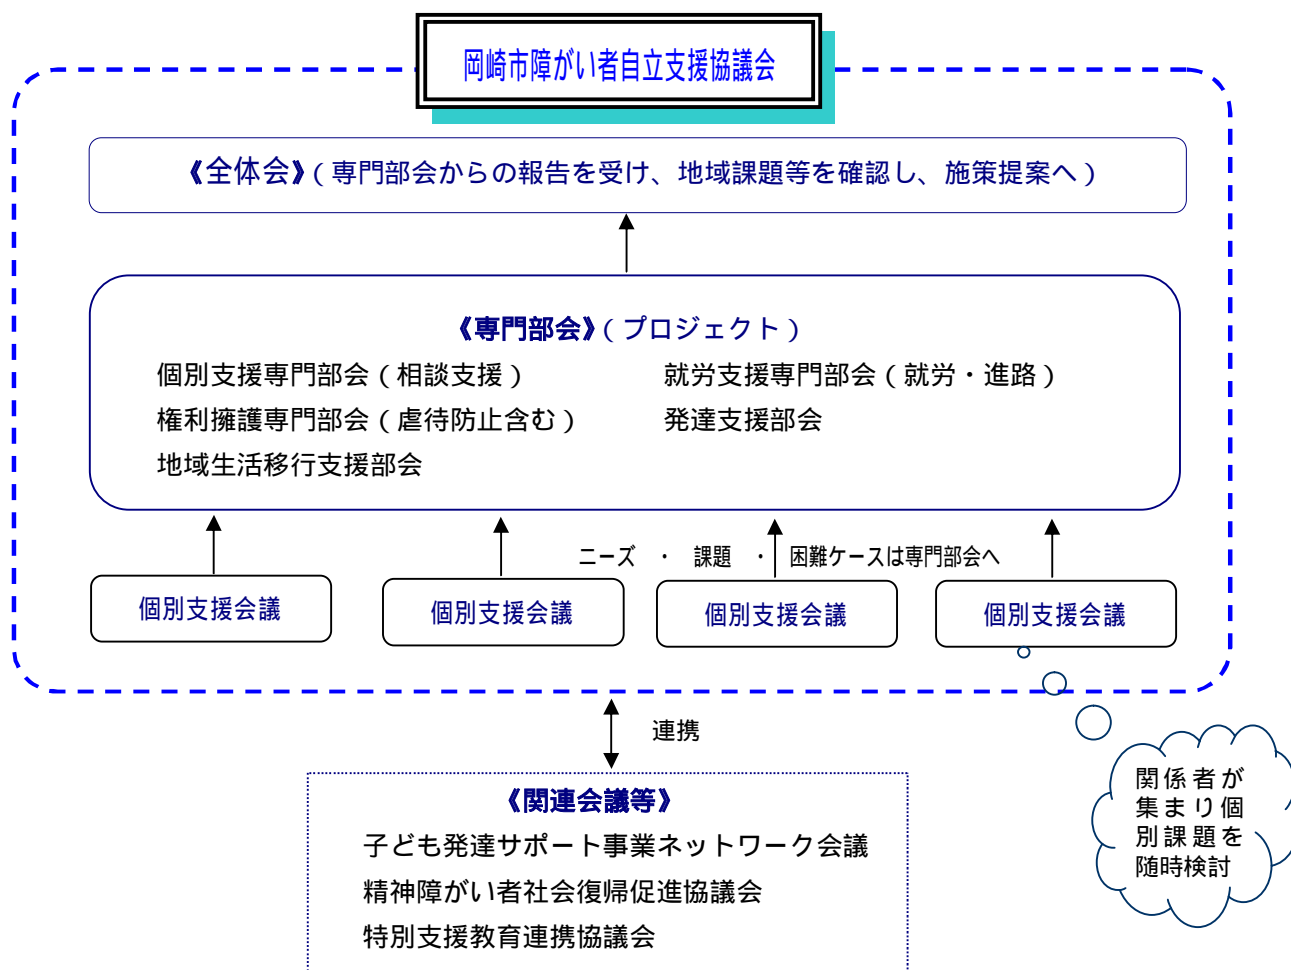 岡崎市障がい者自立支援協議会
《全体会》（専門部会からの報告を受け、地域課題等を確認し、施策提案へ）
《専門部会》（プロジェクト）
個別支援専門部会（相談支援）
就労支援専門部会（就労・進路）
権利擁護専門部会（虐待防止含む）
発達支援部会
地域生活移行支援部会
ニーズ ・ 課題 ・ 困難ケースは専門部会へ
個別支援会議
個別支援会議
個別支援会議
個別支援会議
連携
関係者が
集まり個
別課題を
随時検討
《関連会議等》
子ども発達サポート事業ネットワーク会議
精神障がい者社会復帰促進協議会
特別支援教育連携協議会